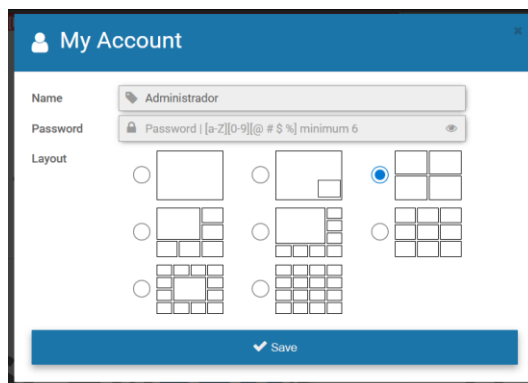 My Account
Name
Administrador
Password
Password | [a-Z][0-9][@ # $ %] minimum 6
Layout
Save